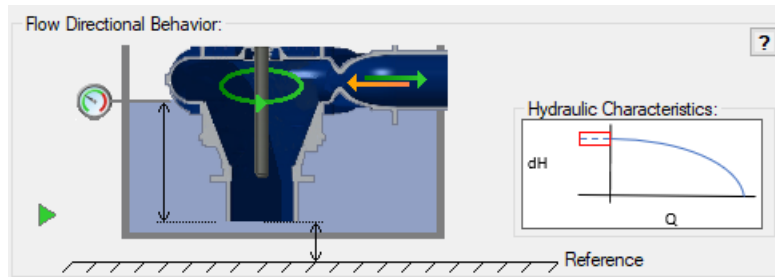 Flow Directional Behavior:
?
Hydraulic Characteristics:
dH
Q
Reference